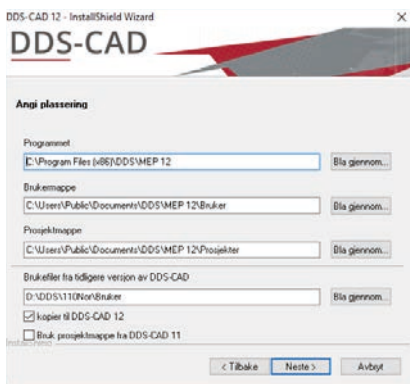 DDS-CAD 12 - InstallShield Wizard
DDS-CAD
Angi plassering
Programmet
C:\Program Files (x86)\DDS\MEP 12
Bla gjennom...
Brukermappe
C:\Users\Public\Documents\DDS\MEP 12\Bruker
Bla gjennom...
Prosjektmappe
C:\Users\Public\Documents\DDS\MEP 12\Prosjekter
Bla gjennom...
Brukefiler fra tidligere versjon av DDS-CAD
D:\DDS\110Nor\Bruker
Bla gjennom...
kopier til DDS-CAD 12
Bruk prosjektmappe fra DDS-CAD 11
InstallShield
< Tilbake
Neste >
Avbryt